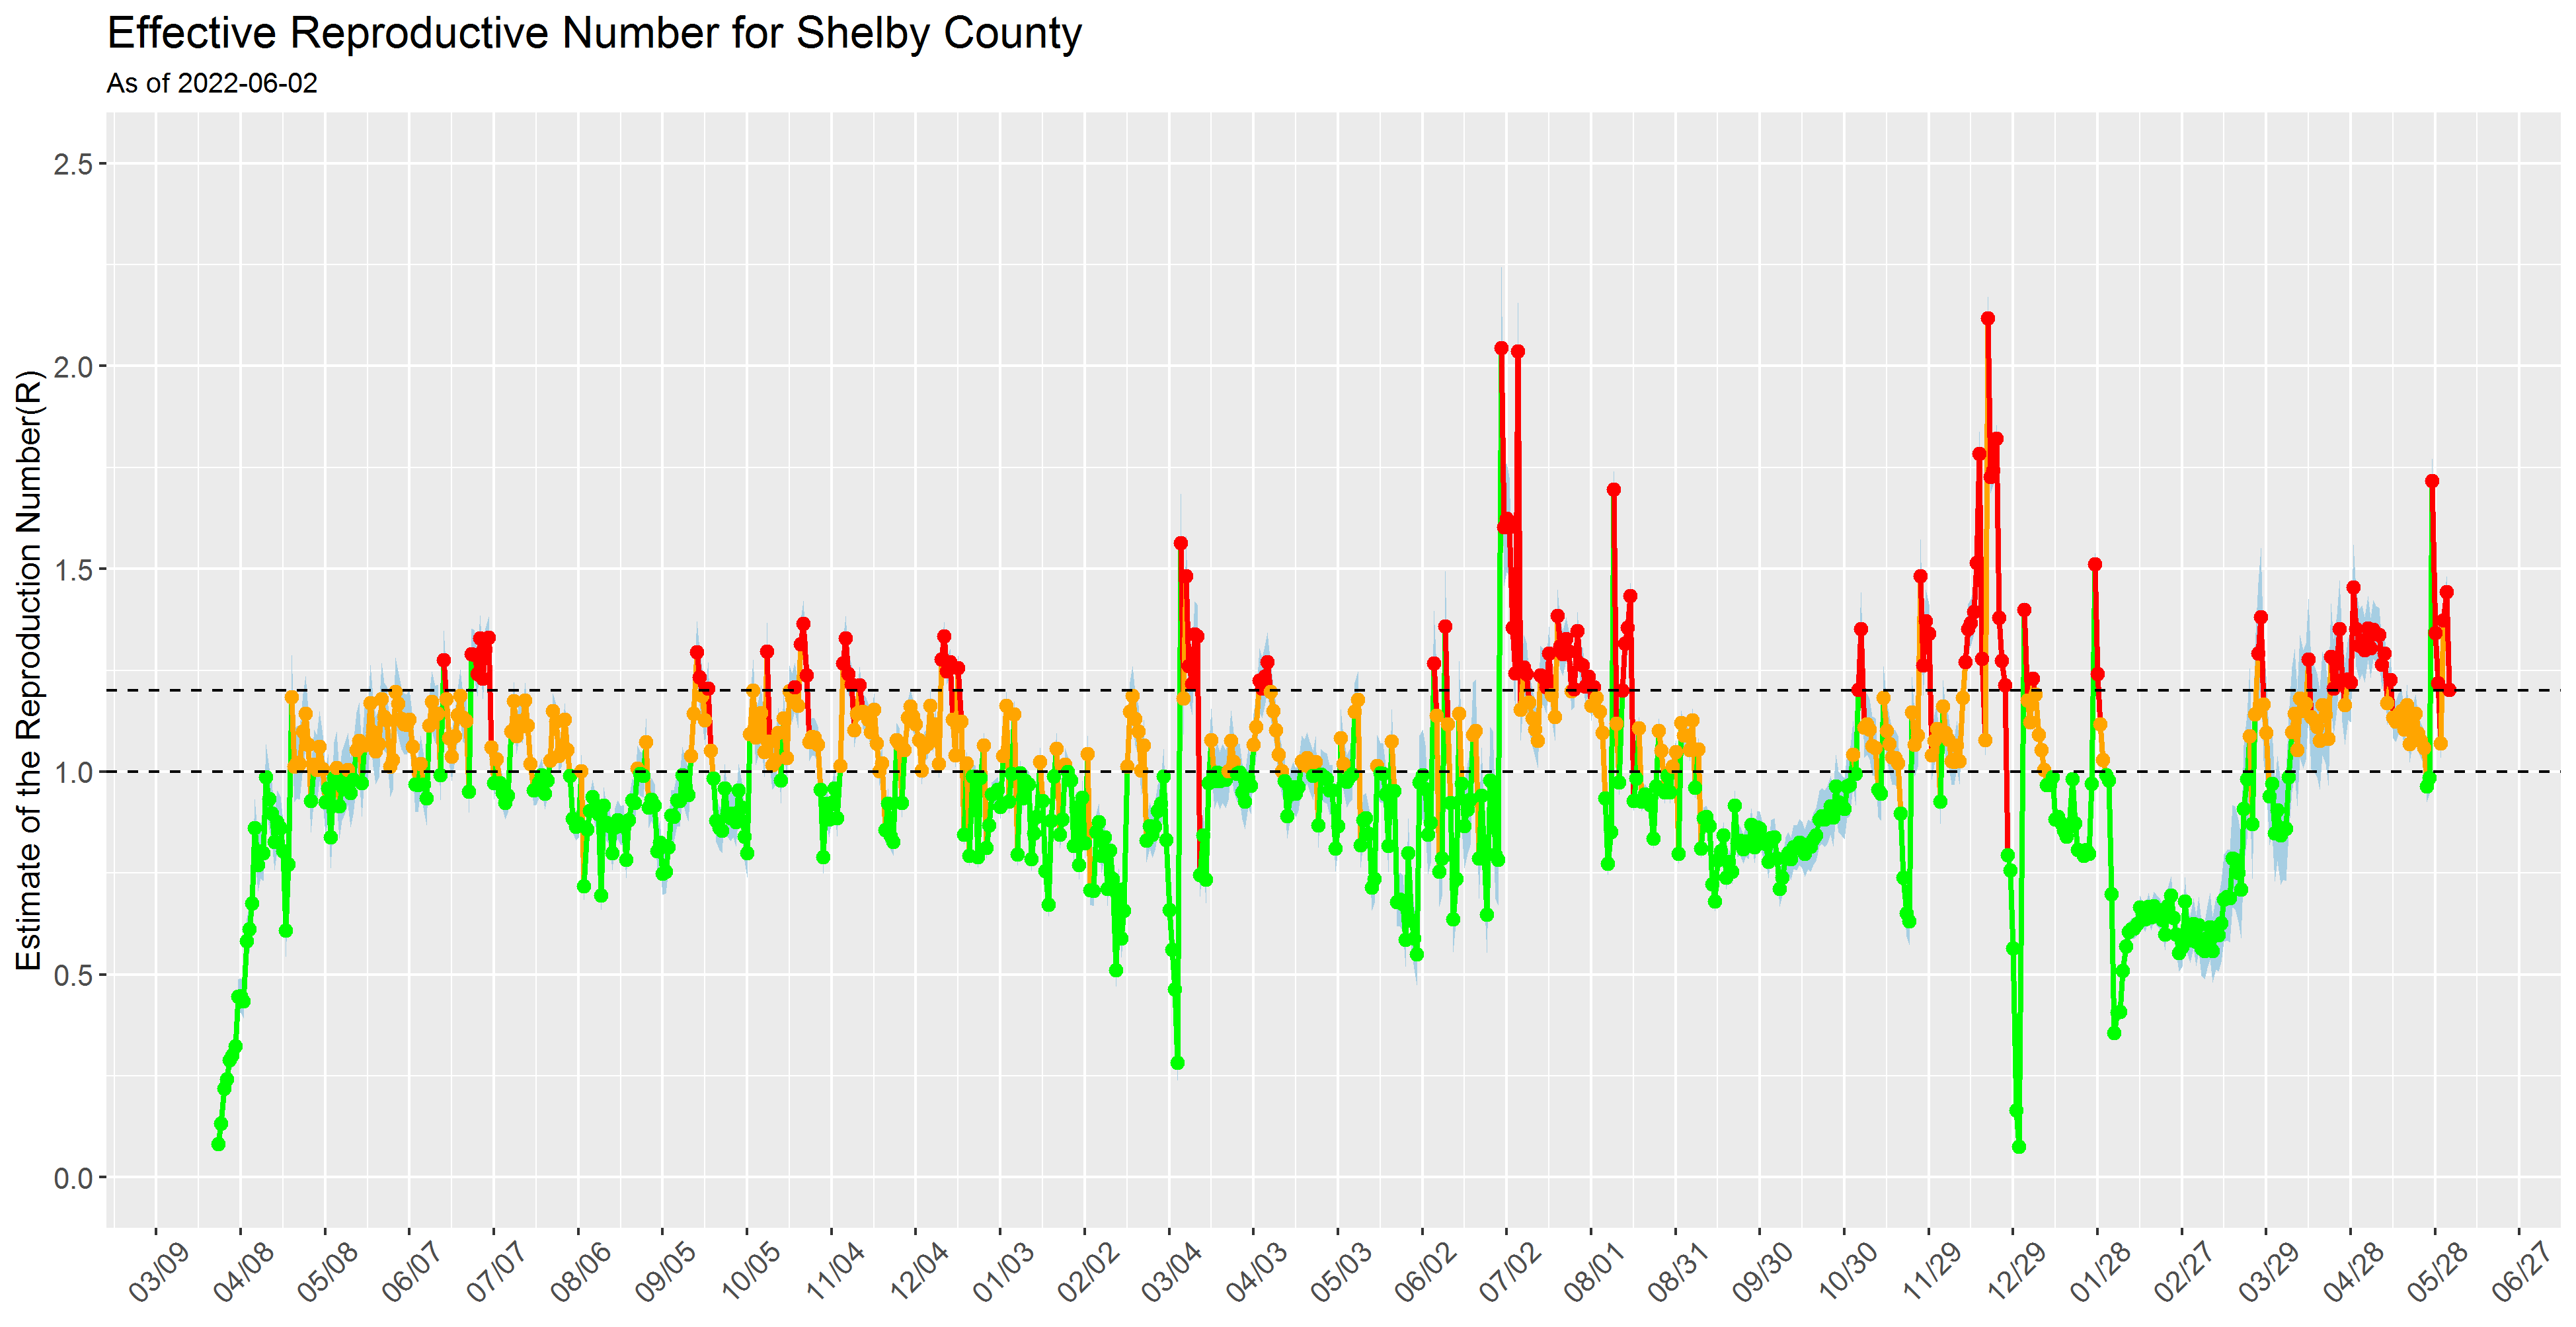 Effective Reproductive Number for Shelby County
As of 2022-06-02
Estimate of the Reproduction Number(R)
2.5
2.0
1.5
1.0
0.5
0.0
03/09 04/08 05/08 06/07 07/07 08/06 09/05 10/05 11/04 12/04 01/03 02/02 03/04 04/03 05/03 06/02 07/02 08/01 08/31 09/30 10/30 11/29 12/29 01/28 02/27 03/29 04/28 05/28 06/27